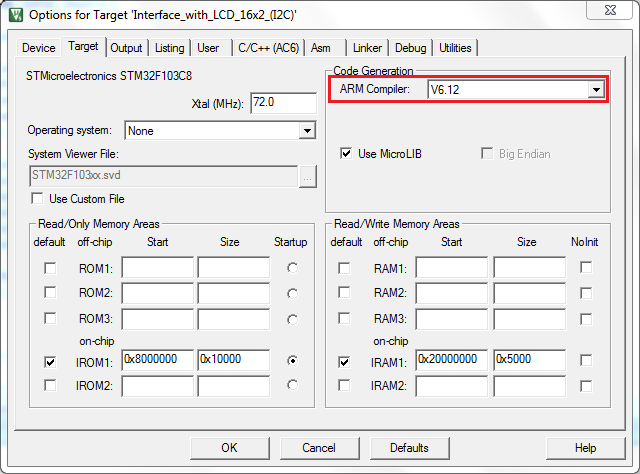 Options for Target 'Interface_with_LCD_16x2_(I2C)'
Device Target Output Listing User C/C++ (AC6) Asm Linker Debug Utilities
STMicroelectronics STM32F103C8
Xtal (MHz): 72.0
Operating system: None
System Viewer File:
STM32F103xx.svd ...
Use Custom File
Code Generation
ARM Compiler: V6.12
Use MicroLIB Big Endian
Read/Only Memory Areas
default off-chip Start Size Startup
ROM1:
ROM2:
ROM3:
on-chip
IROM1: 0x8000000 0x10000
IROM2:
Read/Write Memory Areas
default off-chip Start Size NoInit
RAM1:
RAM2:
RAM3:
on-chip
IRAM1: 0x20000000 0x5000
IRAM2:
OK Cancel Defaults Help